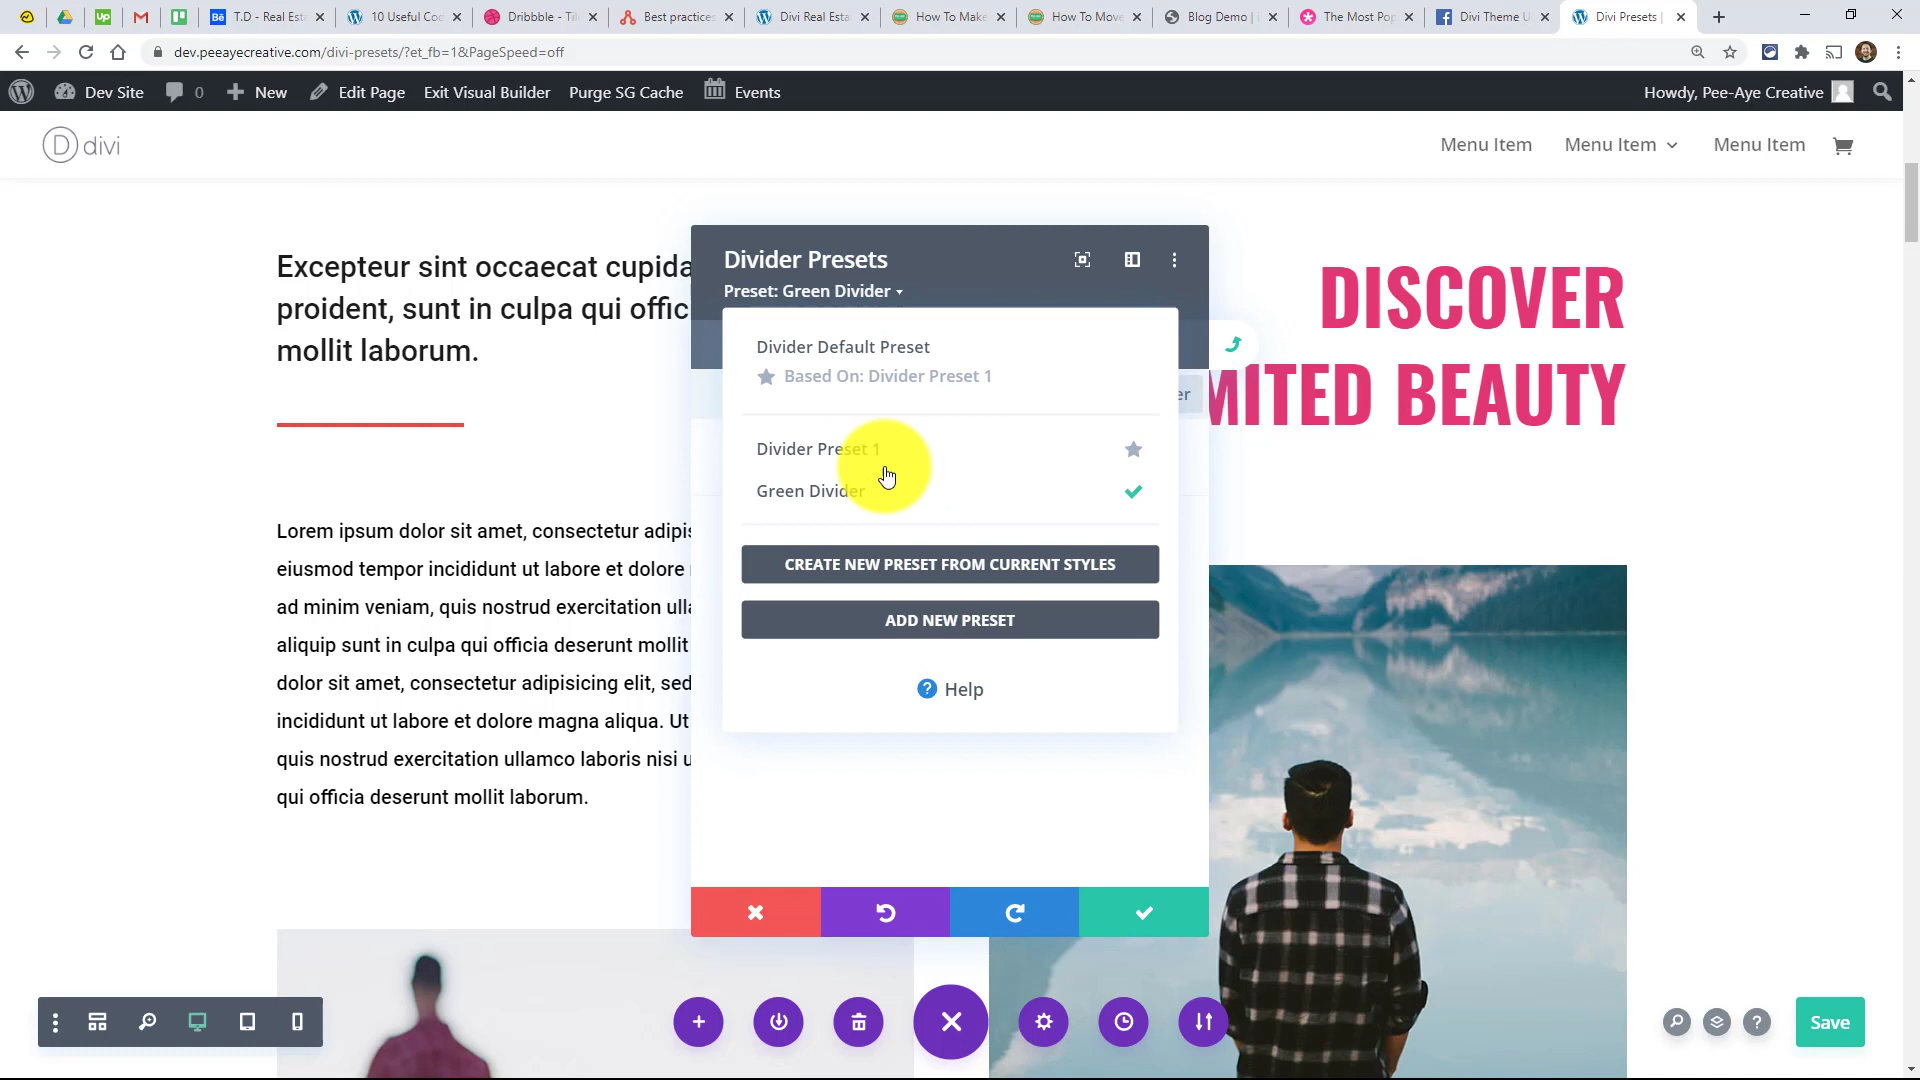 T.D - Real Esta
10 Useful Co
Dribbble - Ti
Best practices
Divi Real Esta
How To Make
How To Move
Blog Demo |
The Most Pop
Divi Theme U
Divi Presets |
dev.peeayecreative.com/divi-presets/?et_fb=1&PageSpeed=off
Dev Site
0
New
Edit Page
Exit Visual Builder
Purge SG Cache
Events
Howdy, Pee-Aye Creative
D divi
Menu Item
Menu Item
Menu Item
Excepteur sint occaecat cupida
proident, sunt in culpa qui offic
mollit laborum.
Divider Presets
Preset: Green Divider
Divider Default Preset
Based On: Divider Preset 1
er
Divider Preset 1
Green Divider
CREATE NEW PRESET FROM CURRENT STYLES
ADD NEW PRESET
? Help
DISCOVER
MITED BEAUTY
Lorem ipsum dolor sit amet, consectetur adipis
eiusmod tempor incididunt ut labore et dolore
ad minim veniam, quis nostrud exercitation ulla
aliquip sunt in culpa qui officia deserunt mollit
dolor sit amet, consectetur adipisicing elit, sed
incididunt ut labore et dolore magna aliqua. Ut
quis nostrud exercitation ullamco laboris nisi u
qui officia deserunt mollit laborum.
?
Save